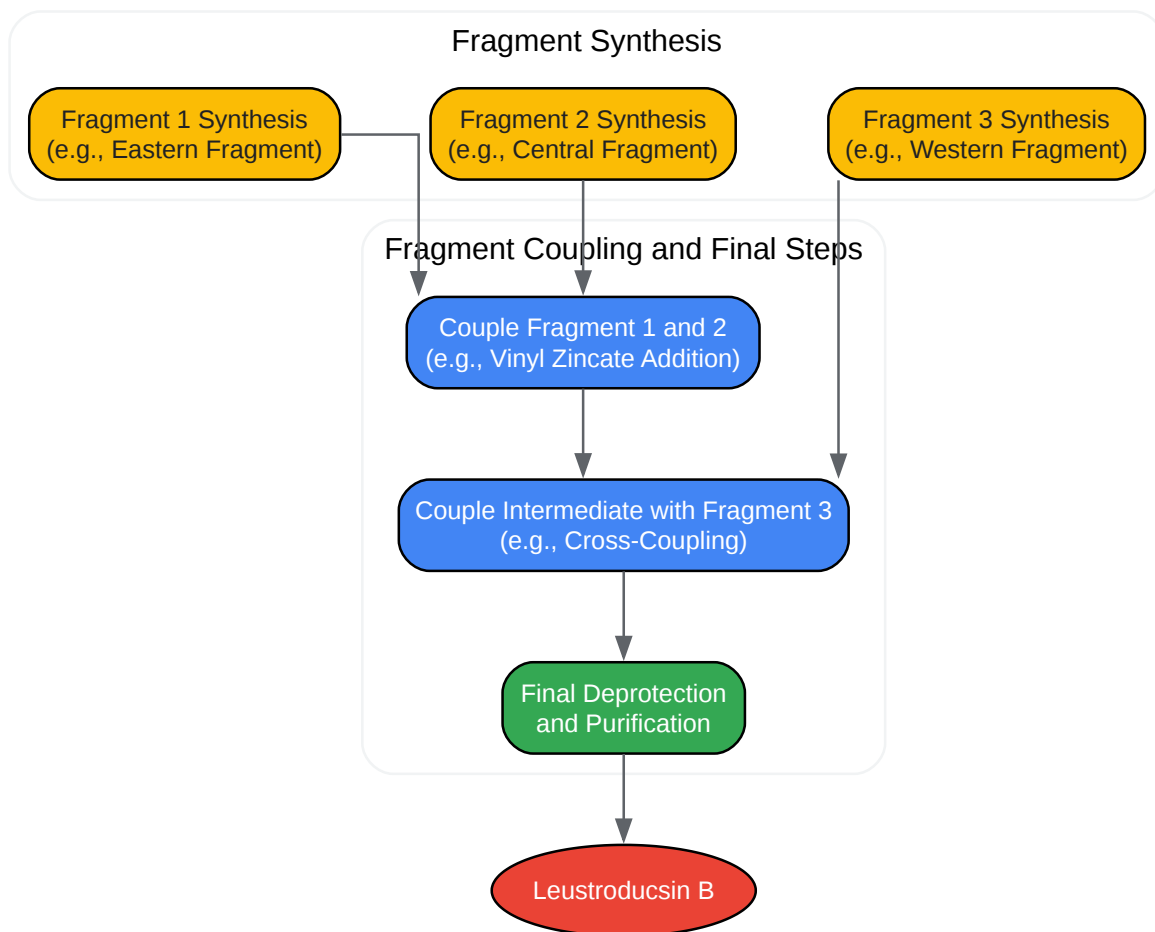 Fragment Synthesis
Fragment 1 Synthesis
(e.g., Eastern Fragment)
Fragment 2 Synthesis
(e.g., Central Fragment)
Fragment 3 Synthesis
(e.g., Western Fragment)
Fragment Coupling and Final Steps
Couple Fragment 1 and 2
(e.g., Vinyl Zincate Addition)
Couple Intermediate with Fragment 3
(e.g., Cross-Coupling)
Final Deprotection
and Purification
Leustroducsin B